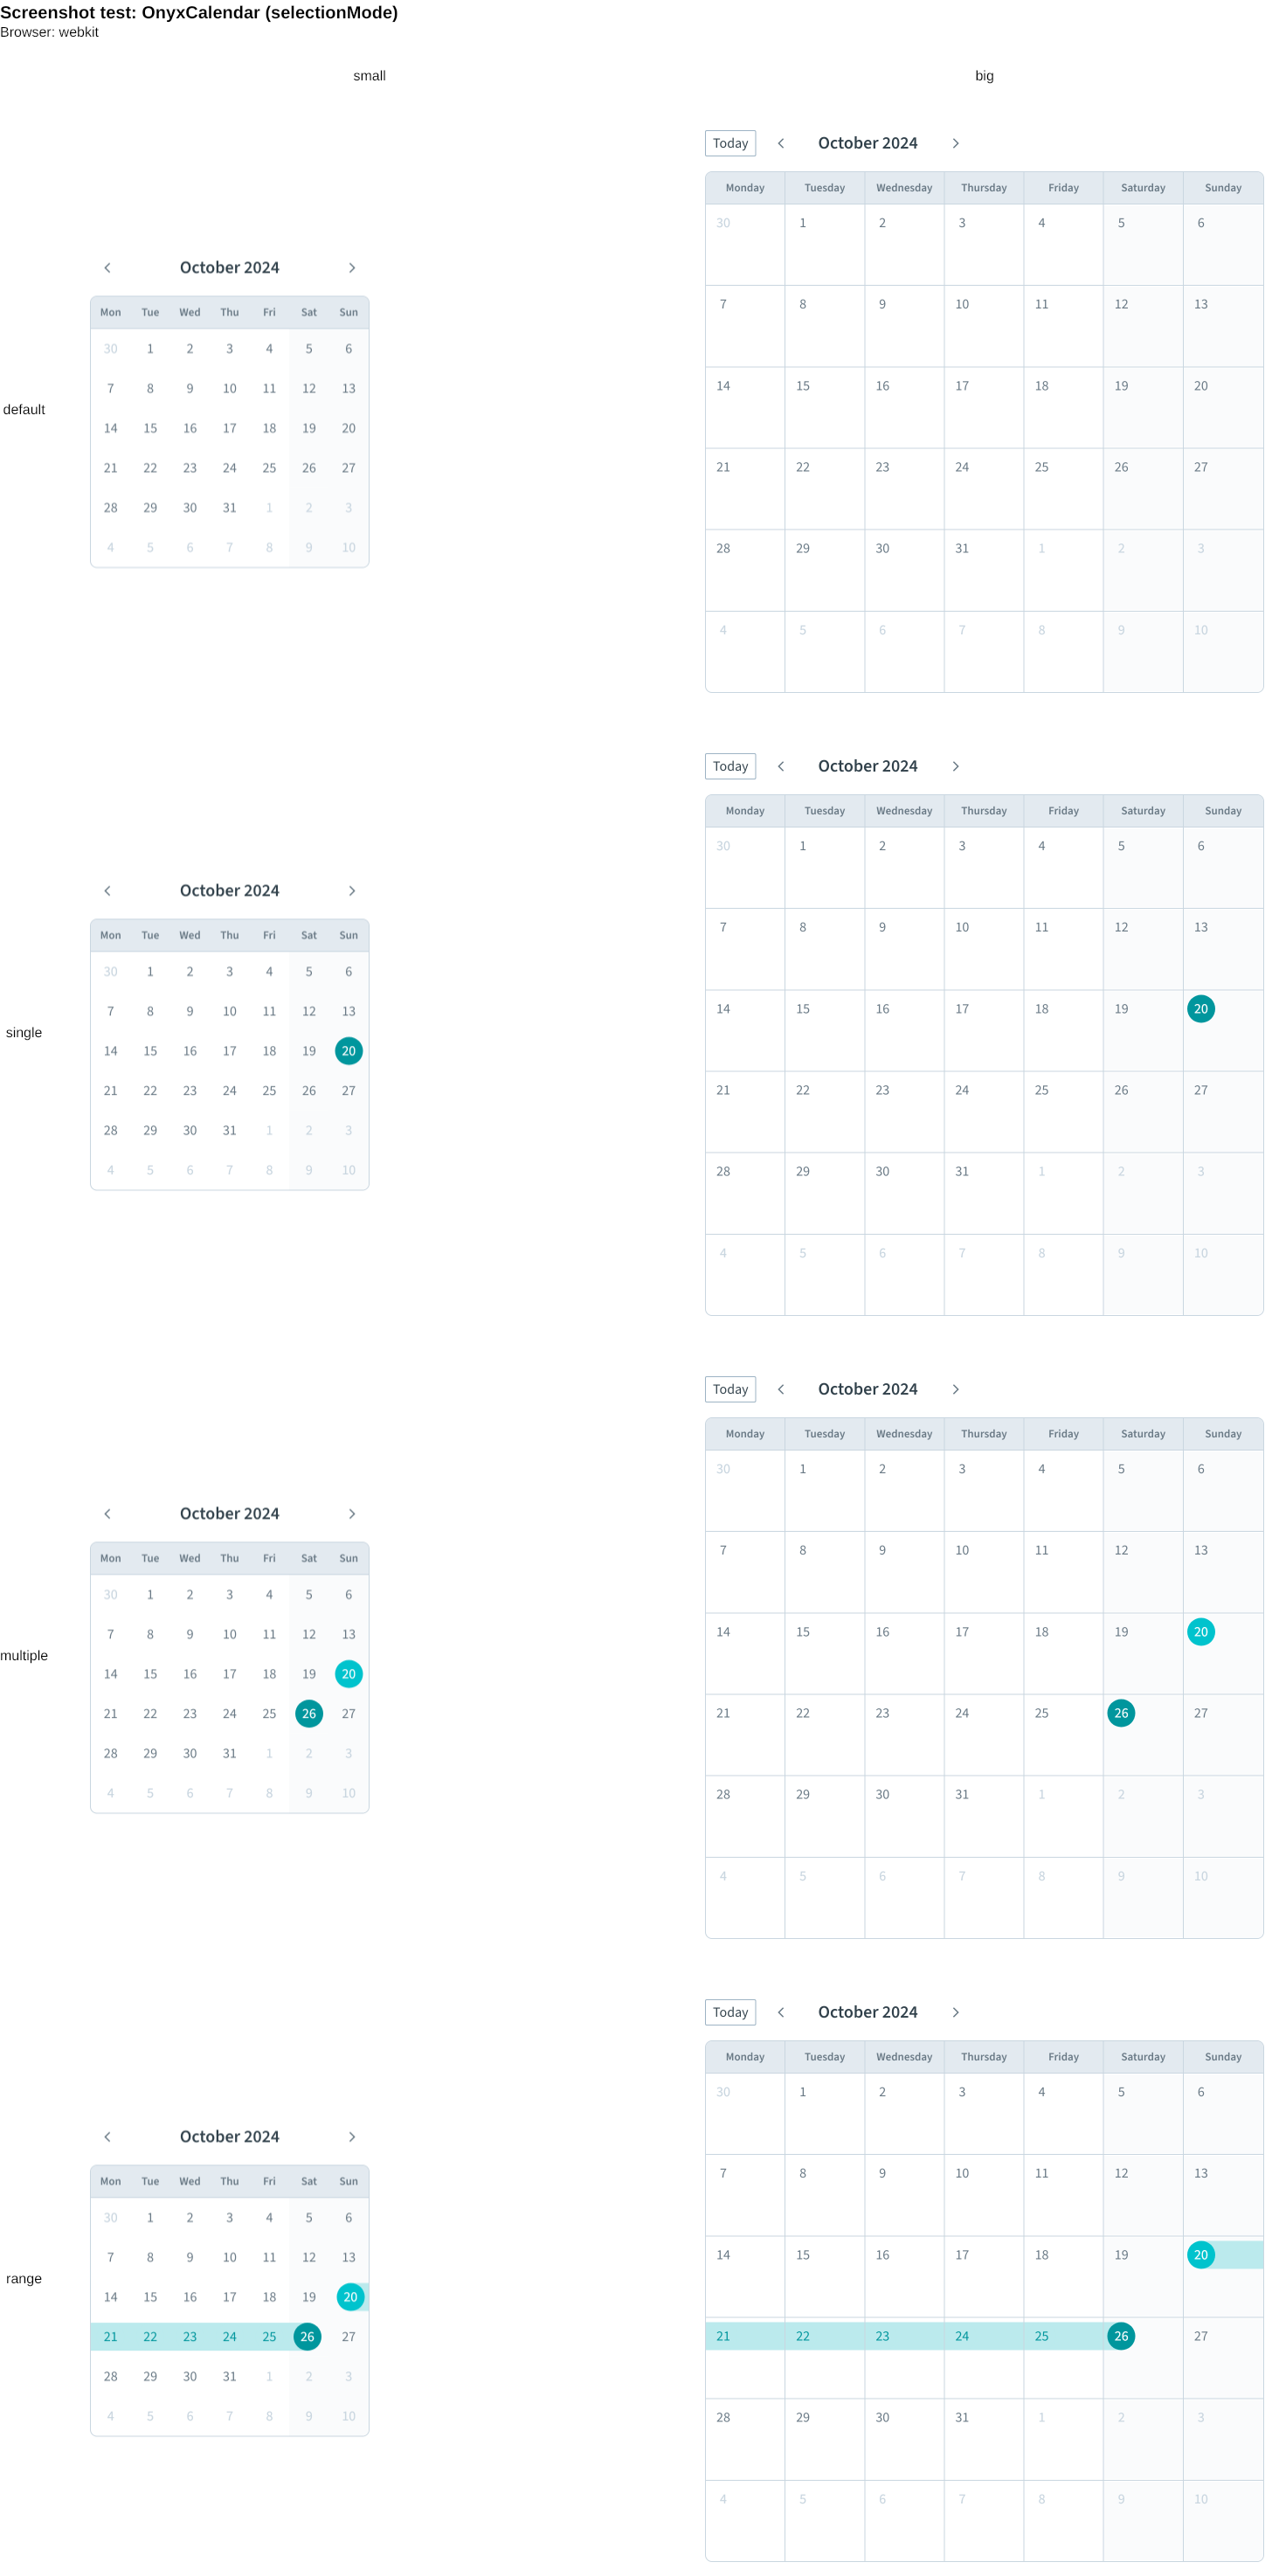 Screenshot test: OnyxCalendar (selectionMode)
Browser: webkit
small big
default
October 2024
Mon Tue Wed Thu Fri Sat Sun
30 1 2 3 4 5 6
7 8 9 10 11 12 13
14 15 16 17 18 19 20
21 22 23 24 25 26 27
28 29 30 31 1 2 3
4 5 6 7 8 9 10
Today October 2024
Monday Tuesday Wednesday Thursday Friday Saturday Sunday
30 1 2 3 4 5 6
7 8 9 10 11 12 13
14 15 16 17 18 19 20
21 22 23 24 25 26 27
28 29 30 31 1 2 3
4 5 6 7 8 9 10
single
October 2024
Mon Tue Wed Thu Fri Sat Sun
30 1 2 3 4 5 6
7 8 9 10 11 12 13
14 15 16 17 18 19 20
21 22 23 24 25 26 27
28 29 30 31 1 2 3
4 5 6 7 8 9 10
Today October 2024
Monday Tuesday Wednesday Thursday Friday Saturday Sunday
30 1 2 3 4 5 6
7 8 9 10 11 12 13
14 15 16 17 18 19 20
21 22 23 24 25 26 27
28 29 30 31 1 2 3
4 5 6 7 8 9 10
multiple
October 2024
Mon Tue Wed Thu Fri Sat Sun
30 1 2 3 4 5 6
7 8 9 10 11 12 13
14 15 16 17 18 19 20
21 22 23 24 25 26 27
28 29 30 31 1 2 3
4 5 6 7 8 9 10
Today October 2024
Monday Tuesday Wednesday Thursday Friday Saturday Sunday
30 1 2 3 4 5 6
7 8 9 10 11 12 13
14 15 16 17 18 19 20
21 22 23 24 25 26 27
28 29 30 31 1 2 3
4 5 6 7 8 9 10
range
October 2024
Mon Tue Wed Thu Fri Sat Sun
30 1 2 3 4 5 6
7 8 9 10 11 12 13
14 15 16 17 18 19 20
21 22 23 24 25 26 27
28 29 30 31 1 2 3
4 5 6 7 8 9 10
Today October 2024
Monday Tuesday Wednesday Thursday Friday Saturday Sunday
30 1 2 3 4 5 6
7 8 9 10 11 12 13
14 15 16 17 18 19 20
21 22 23 24 25 26 27
28 29 30 31 1 2 3
4 5 6 7 8 9 10